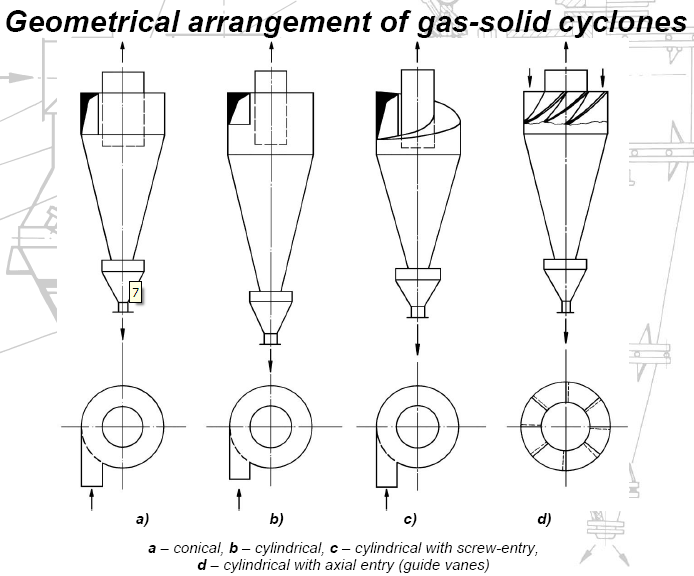 Geometrical arrangement of gas-solid cyclones
7
a) b) c) d)
a – conical, b – cylindrical, c – cylindrical with screw-entry,
d – cylindrical with axial entry (guide vanes)